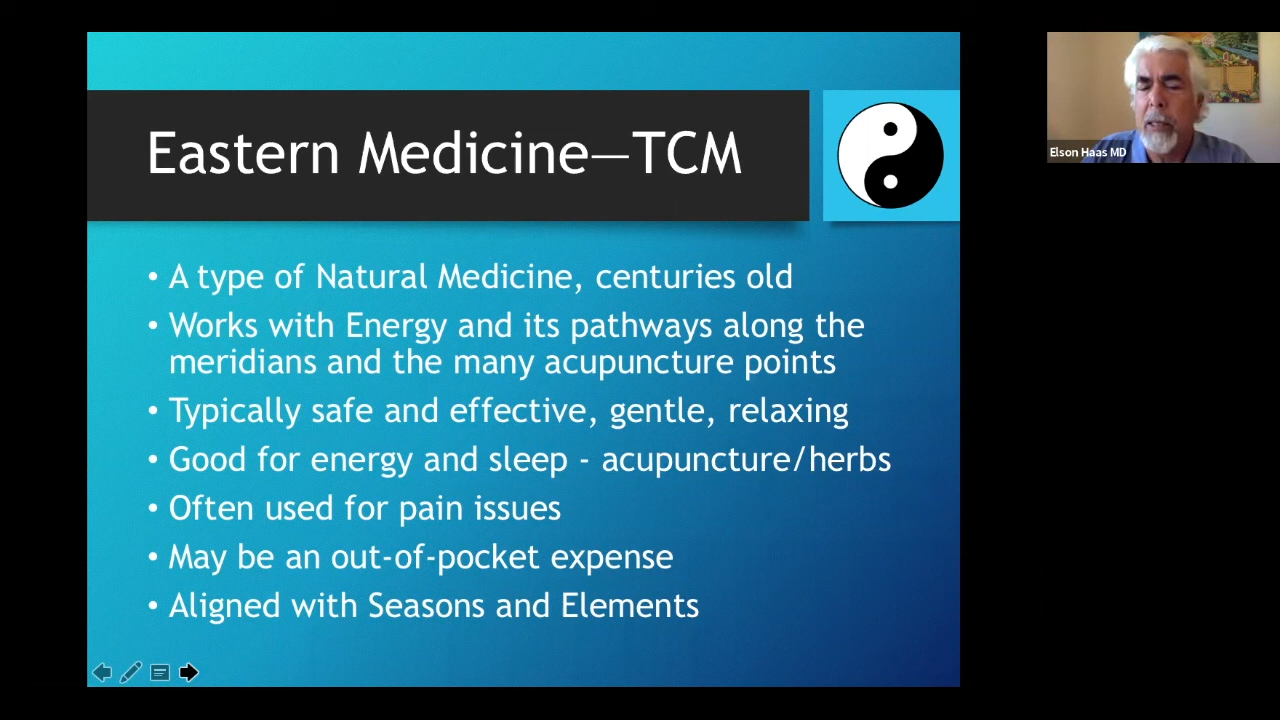 Eastern Medicine—TCM
• A type of Natural Medicine, centuries old
• Works with Energy and its pathways along the
meridians and the many acupuncture points
• Typically safe and effective, gentle, relaxing
• Good for energy and sleep - acupuncture/herbs
• Often used for pain issues
• May be an out-of-pocket expense
• Aligned with Seasons and Elements
Elson Haas MD